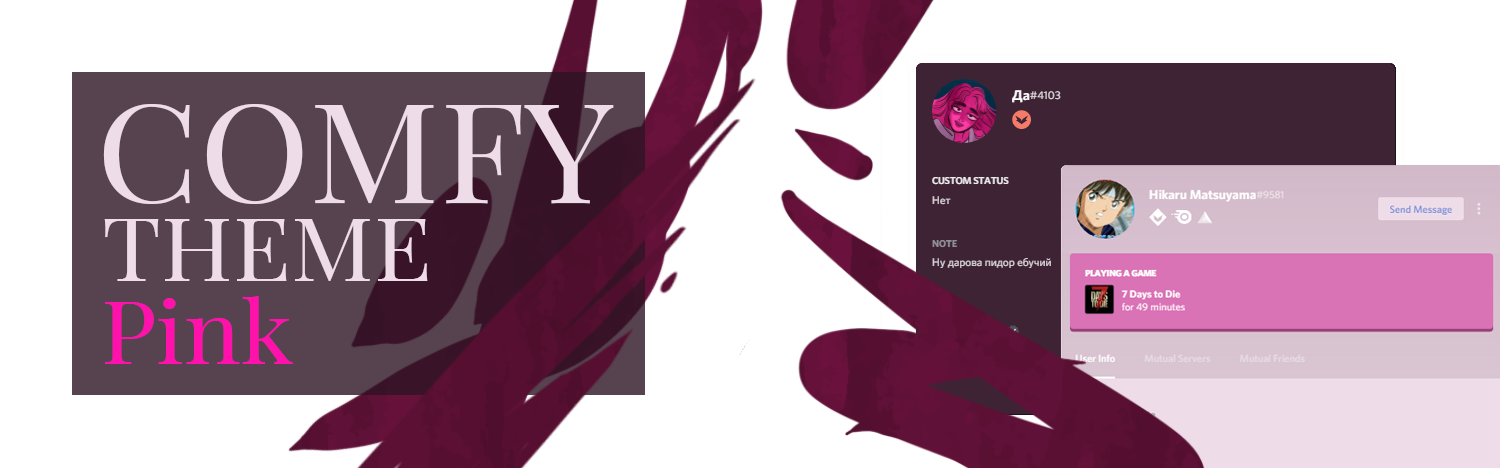 COMFY
THEME
Pink
Да#4103
CUSTOM STATUS
Нет
NOTE
Ну дарова пидор ебучий
Hikaru Matsuyama#9581
Send Message
PLAYING A GAME
7 Days to Die
for 49 minutes
User Info
Mutual Servers
Mutual Friends